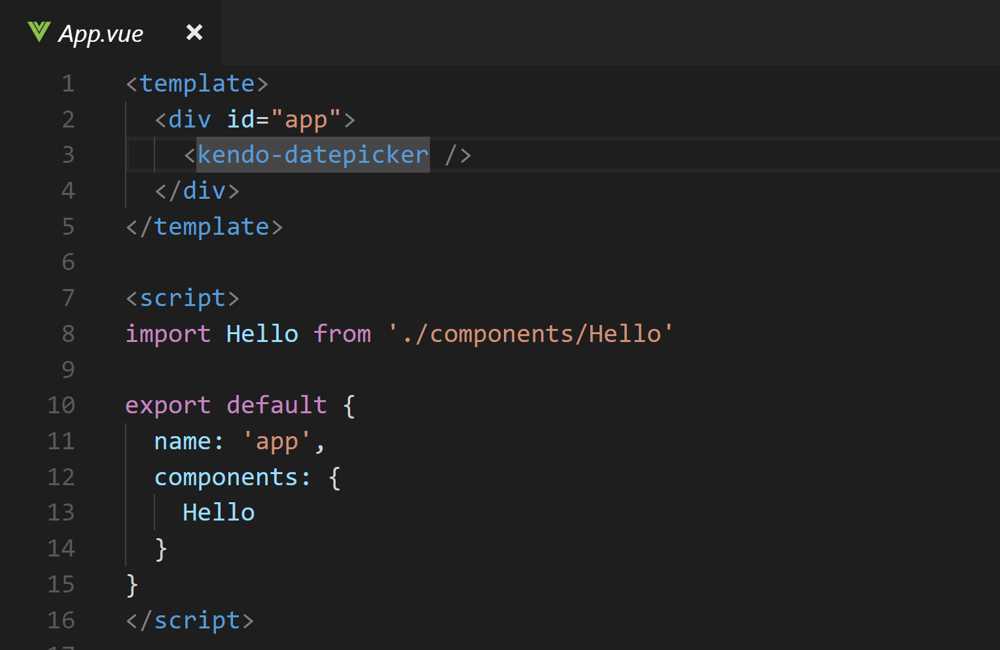 App.vue
1 <template>
2   <div id="app">
3     <kendo-datepicker />
4   </div>
5 </template>
6
7 <script>
8 import Hello from './components/Hello'
9
10 export default {
11   name: 'app',
12   components: {
13     Hello
14   }
15 }
16 </script>
17